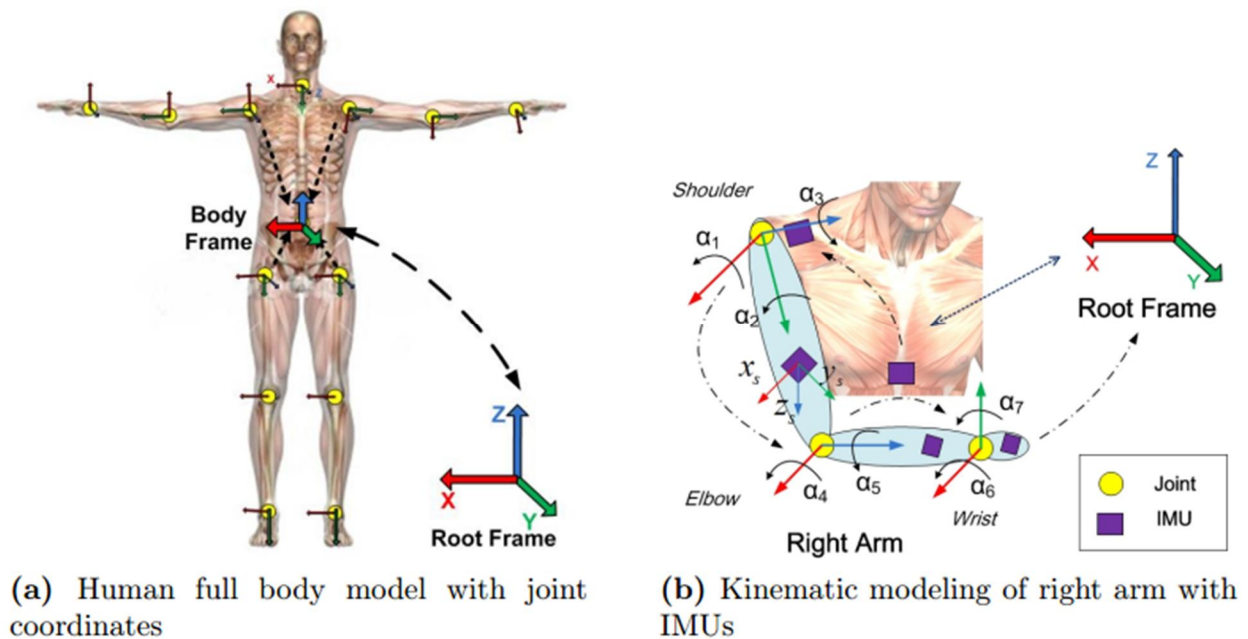 X
Z
Body
Frame
Z
X
Y
Root Frame
(a) Human full body model with joint
coordinates
Shoulder
α1
α3
α2
xs
ys
zs
α7
α4
α5
α6
Elbow
Wrist
Right Arm
Z
X
Y
Root Frame
Joint
IMU
(b) Kinematic modeling of right arm with
IMUs